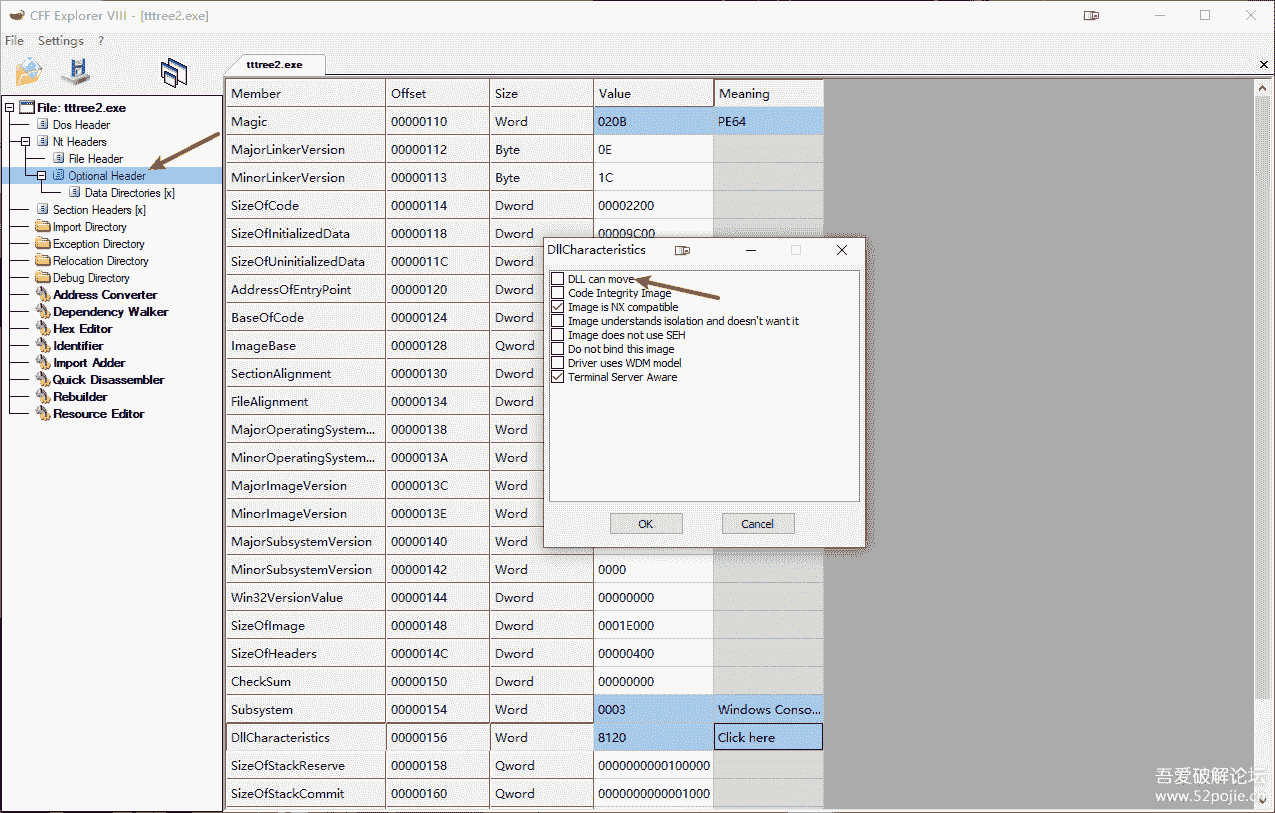 CFF Explorer VIII - [tttree2.exe]
File Settings ?
tttree2.exe
File: tttree2.exe
Dos Header
Nt Headers
File Header
Optional Header
Data Directories [x]
Section Headers [x]
Import Directory
Exception Directory
Relocation Directory
Debug Directory
Address Converter
Dependency Walker
Hex Editor
Identifier
Import Adder
Quick Disassembler
Rebuilder
Resource Editor
Member Offset Size Value Meaning
Magic 00000110 Word 020B PE64
MajorLinkerVersion 00000112 Byte 0E
MinorLinkerVersion 00000113 Byte 1C
SizeOfCode 00000114 Dword 00002200
SizeOfInitializedData 00000118 Dword 00009C00
SizeOfUninitializedData 0000011C Dword
AddressOfEntryPoint 00000120 Dword
BaseOfCode 00000124 Dword
ImageBase 00000128 Qword
SectionAlignment 00000130 Dword
FileAlignment 00000134 Dword
MajorOperatingSystem... 00000138 Word
MinorOperatingSystem... 0000013A Word
MajorImageVersion 0000013C Word
MinorImageVersion 0000013E Word
MajorSubsystemVersion 00000140 Word
MinorSubsystemVersion 00000142 Word 0000
Win32VersionValue 00000144 Dword 00000000
SizeOfImage 00000148 Dword 0001E000
SizeOfHeaders 0000014C Dword 00000400
CheckSum 00000150 Dword 00000000
Subsystem 00000154 Word 0003 Windows Conso...
DllCharacteristics 00000156 Word 8120 Click here
SizeOfStackReserve 00000158 Qword 0000000000100000
SizeOfStackCommit 00000160 Qword 0000000000001000
DllCharacteristics
DLL can move
Code Integrity Image
Image is NX compatible
Image understands isolation and doesn't want it
Image does not use SEH
Do not bind this image
Driver uses WDM model
Terminal Server Aware
OK Cancel
吾爱破解论坛
www.52pojie.cn